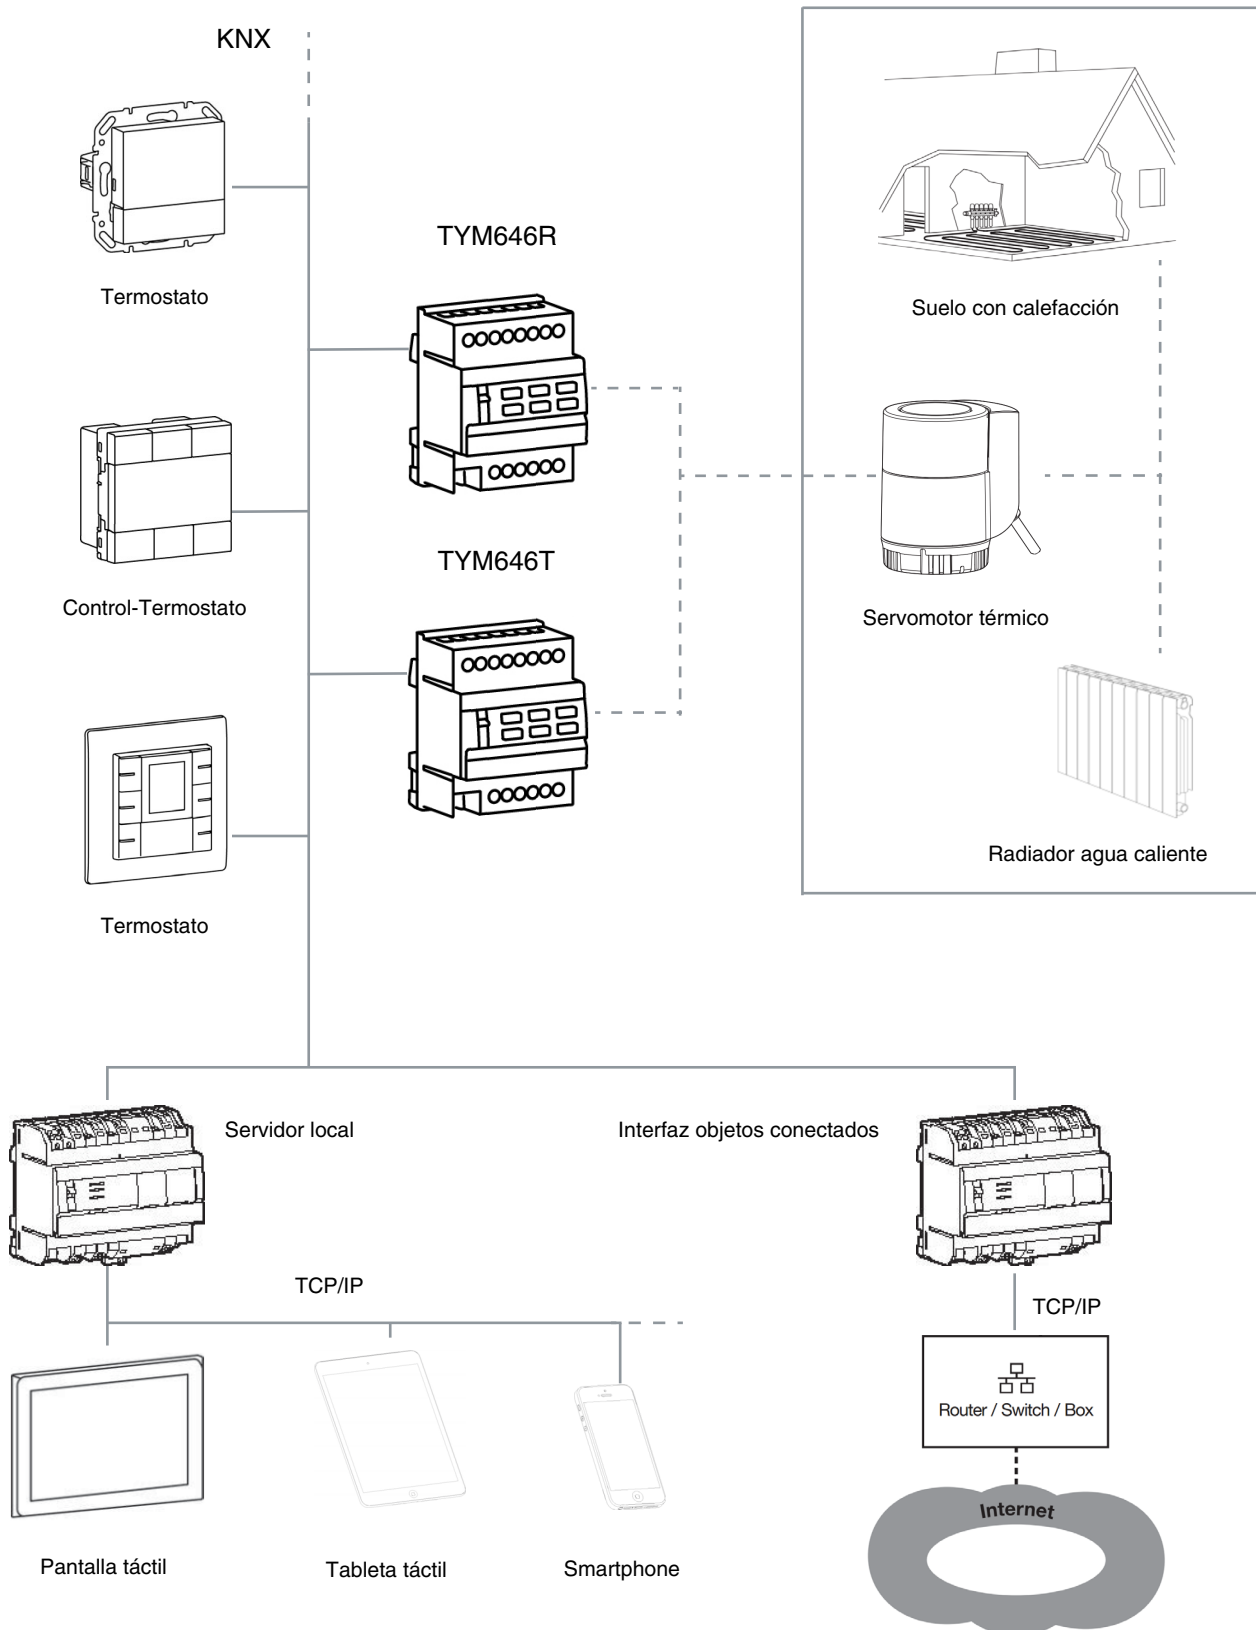 KNX
Termostato
TYM646R
Suelo con calefacción
TYM646T
Control-Termostato
Servomotor térmico
Radiador agua caliente
Termostato
Servidor local
Interfaz objetos conectados
TCP/IP
TCP/IP
Router / Switch / Box
Internet
Pantalla táctil
Tableta táctil
Smartphone